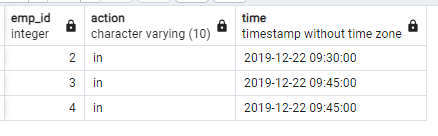 emp_id action time
integer character varying (10) timestamp without time zone
2 in 2019-12-22 09:30:00
3 in 2019-12-22 09:45:00
4 in 2019-12-22 09:45:00